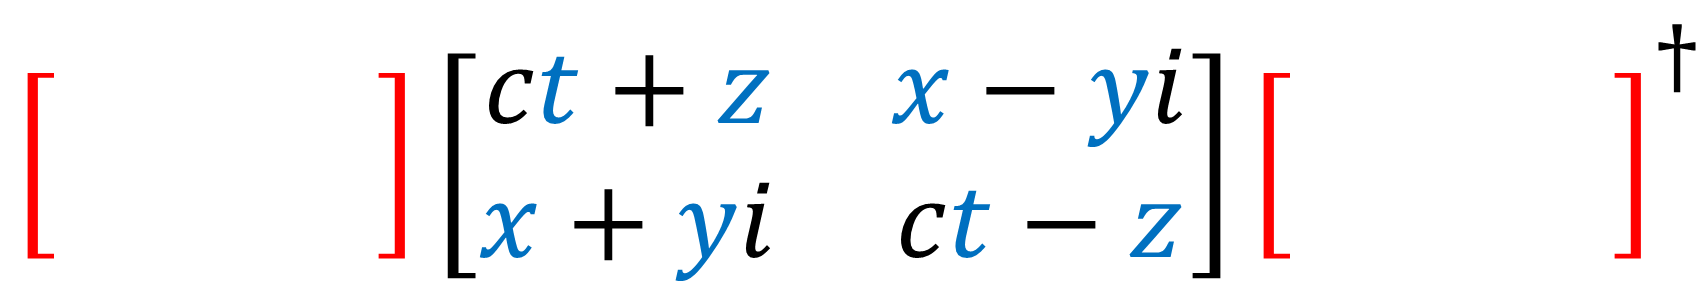 [ ] [ct + z x − yi [ ]†
x + yi ct − z]